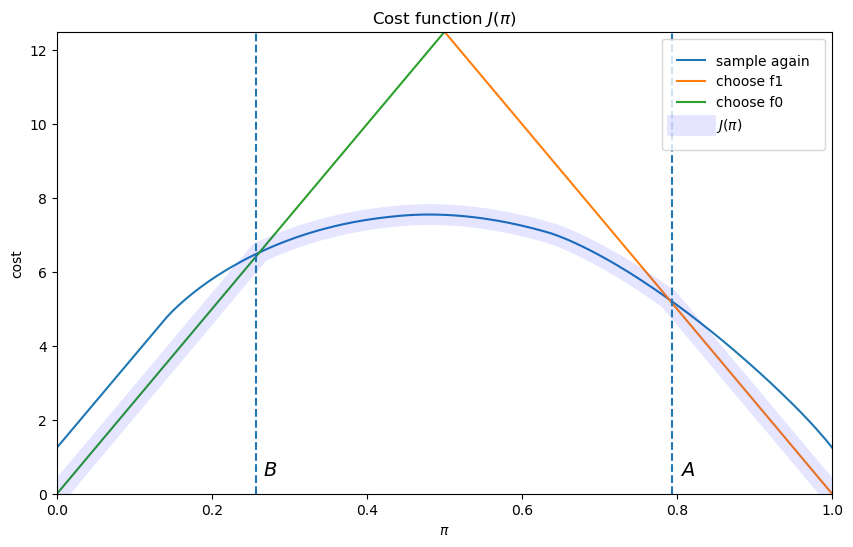 Cost function J(π)
sample again
choose f1
choose f0
J(π)
12
10
8
6
4
2
0
cost
B
A
0.0
0.2
0.4
0.6
0.8
1.0
π